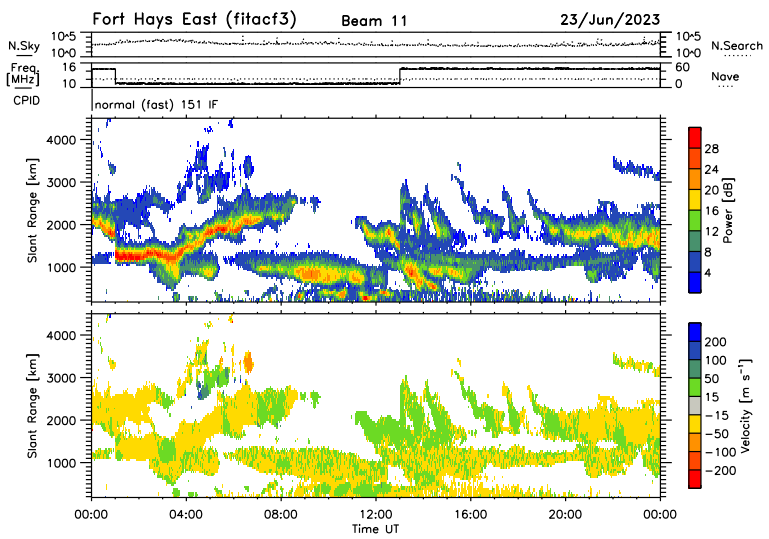 Fort Hays East (fitacf3) Beam 11 23/Jun/2023
N.Sky 10^5 10^0 10^5 10^0 N.Search
Freq. [MHz] 16 10 60 0 Nave
CPID normal (fast) 151 IF
Slant Range [km] 4000 3000 2000 1000
Power [dB] 28 24 20 16 12 8 4
Slant Range [km] 4000 3000 2000 1000
Velocity [m s⁻¹] 200 100 50 15 −15 −50 −100 −200
00:00 04:00 08:00 12:00 16:00 20:00 00:00
Time UT